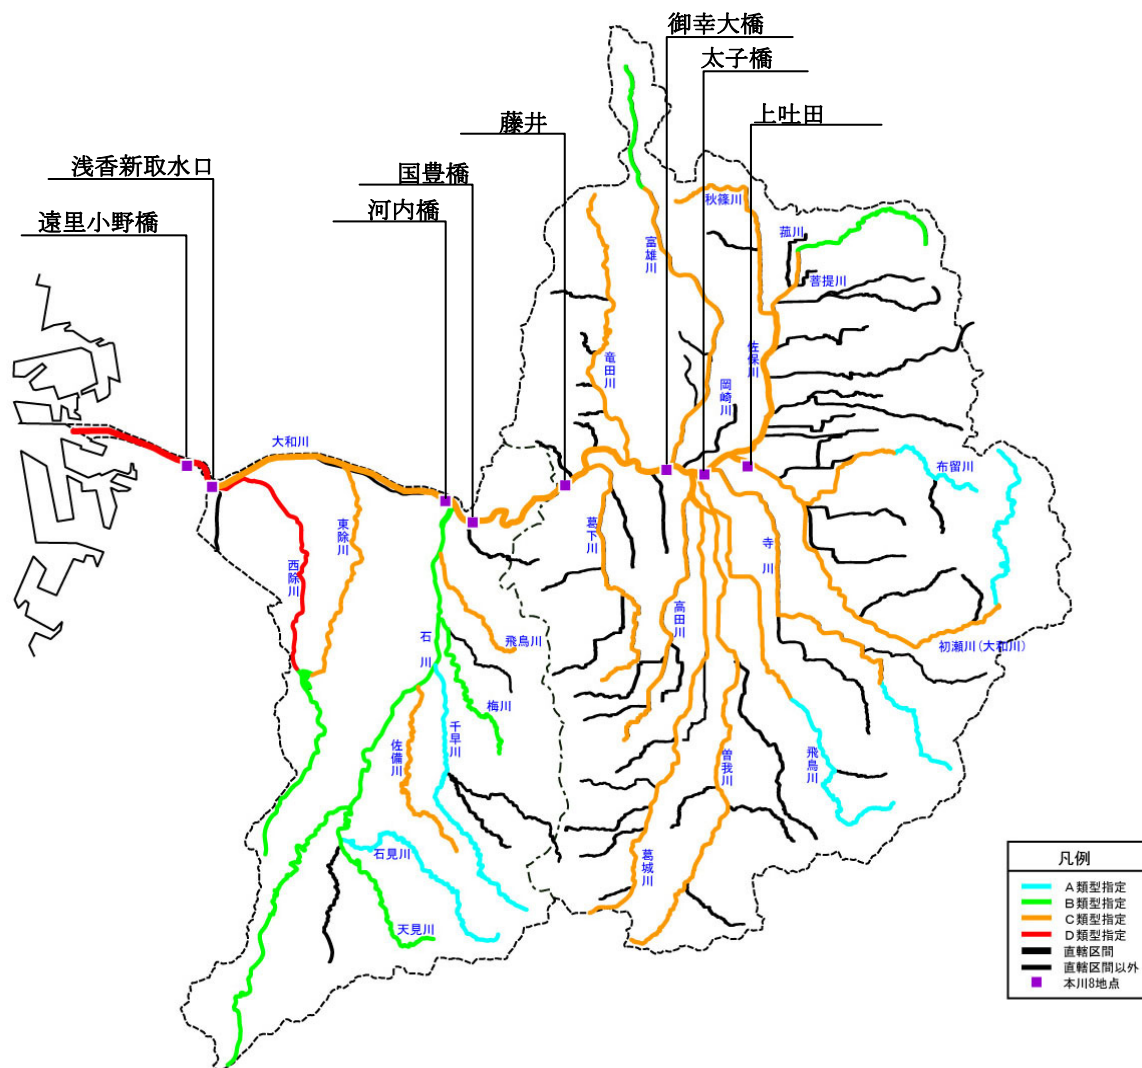 御幸大橋
太子橋
上吐田
藤井
浅香新取水口
国豊橋
河内橋
遠里小野橋
秋篠川
富雄川
菰川
菩提川
竜田川
佐保川
岡崎川
大和川
布留川
東除川
西除川
葛下川
寺川
高田川
石川
飛鳥川
初瀬川(大和川)
梅川
千早川
佐備川
曽我川
飛鳥川
石見川
葛城川
天見川
凡例
A類型指定
B類型指定
C類型指定
D類型指定
直轄区間
直轄区間以外
本川8地点